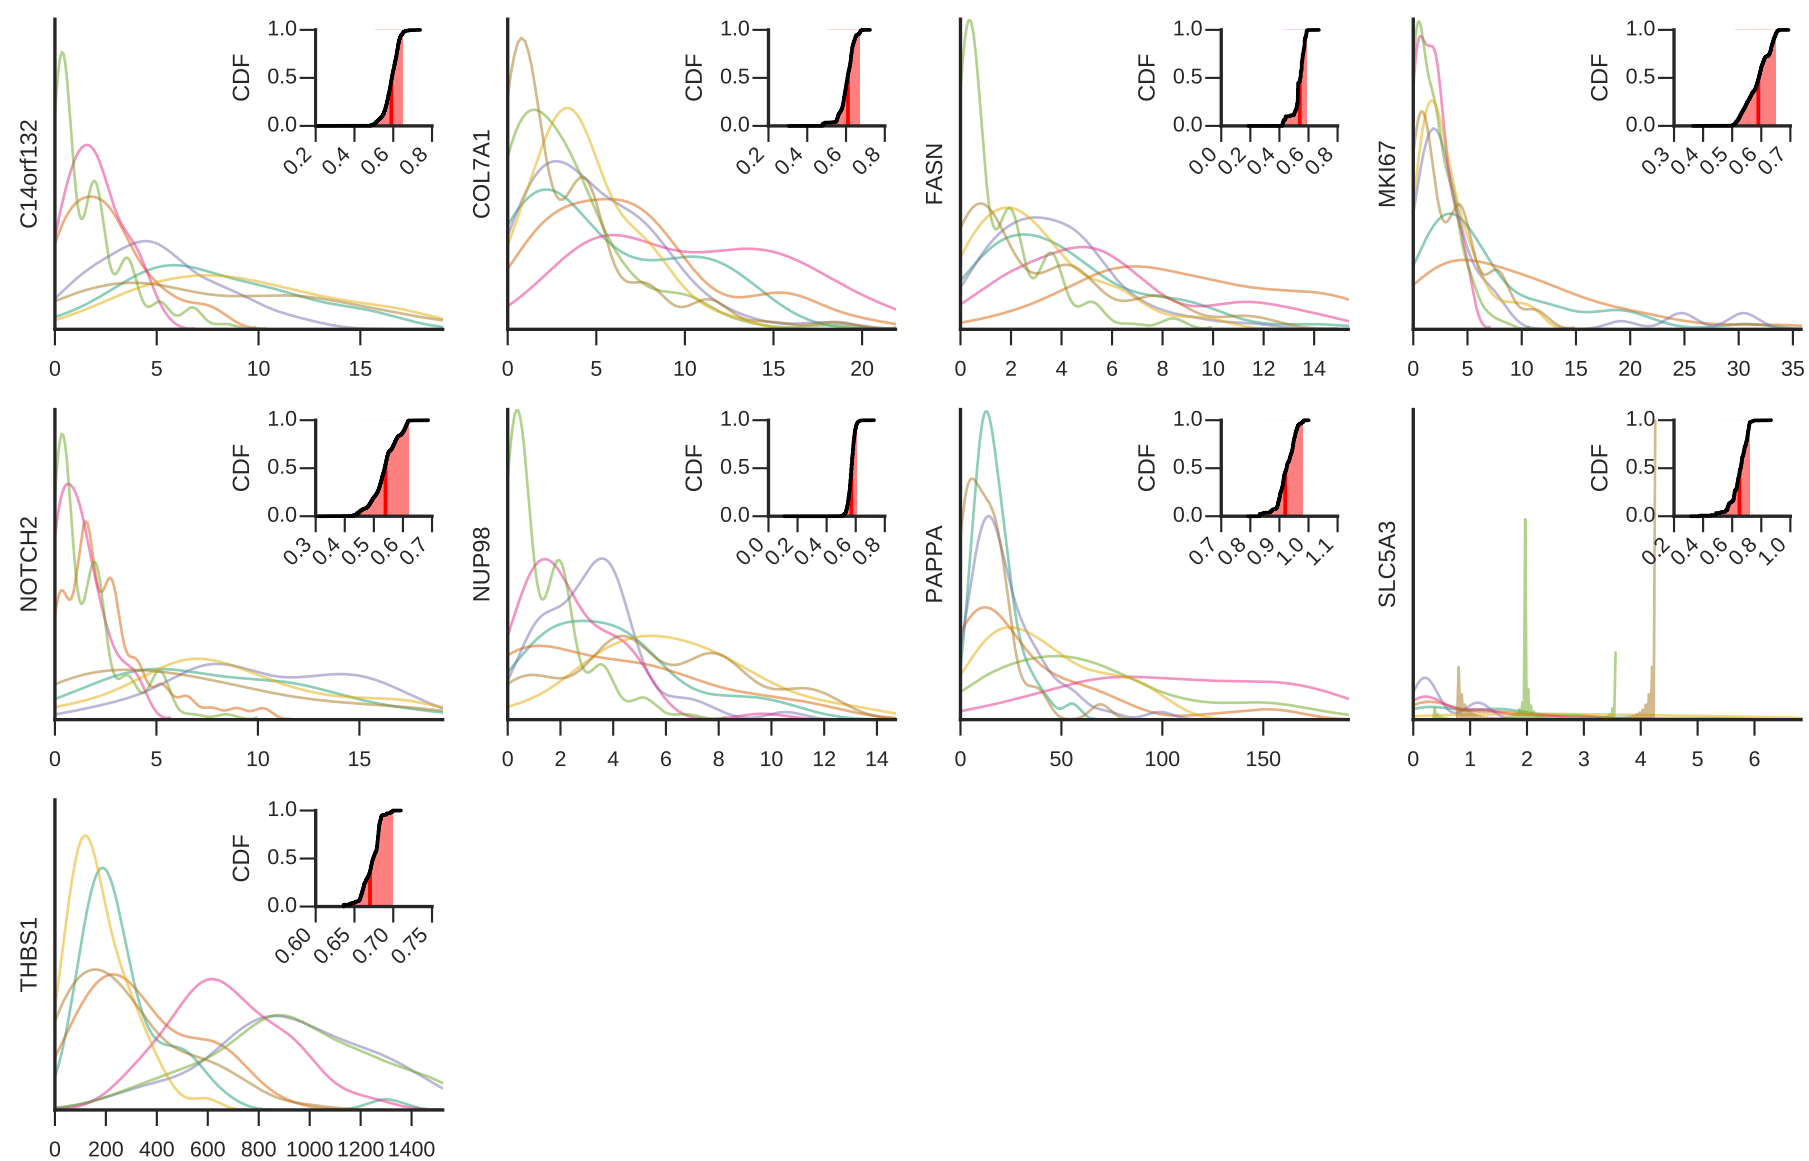 C14orf132
CDF
1.0
0.5
0.0
0.2 0.4 0.6 0.8
0 5 10 15
COL7A1
CDF
1.0
0.5
0.0
0.2 0.4 0.6 0.8
0 5 10 15 20
FASN
CDF
1.0
0.5
0.0
0.0 0.2 0.4 0.6 0.8
0 2 4 6 8 10 12 14
MKI67
CDF
1.0
0.5
0.0
0.3 0.4 0.5 0.6 0.7
0 5 10 15 20 25 30 35
NOTCH2
CDF
1.0
0.5
0.0
0.3 0.4 0.5 0.6 0.7
0 5 10 15
NUP98
CDF
1.0
0.5
0.0
0.0 0.2 0.4 0.6 0.8
0 2 4 6 8 10 12 14
PAPPA
CDF
1.0
0.5
0.0
0.7 0.8 0.9 1.0 1.1
0 50 100 150
SLC5A3
CDF
1.0
0.5
0.0
0.2 0.4 0.6 0.8 1.0
0 1 2 3 4 5 6
THBS1
CDF
1.0
0.5
0.0
0.60 0.65 0.70 0.75
0 200 400 600 800 1000 1200 1400